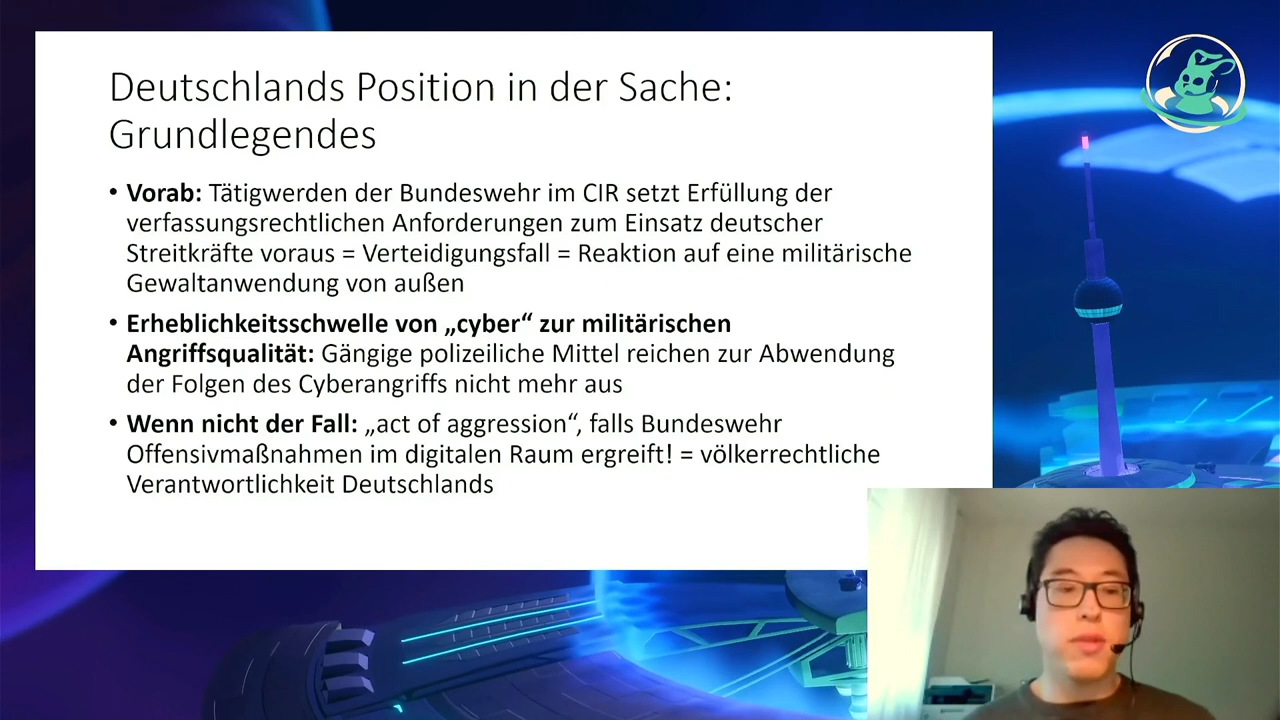 Deutschlands Position in der Sache:
Grundlegendes
• Vorab: Tätigwerden der Bundeswehr im CIR setzt Erfüllung der
verfassungsrechtlichen Anforderungen zum Einsatz deutscher
Streitkräfte voraus = Verteidigungsfall = Reaktion auf eine militärische
Gewaltanwendung von außen
• Erheblichkeitsschwelle von „cyber“ zur militärischen
Angriffsqualität: Gängige polizeiliche Mittel reichen zur Abwendung
der Folgen des Cyberangriffs nicht mehr aus
• Wenn nicht der Fall: „act of aggression“, falls Bundeswehr
Offensivmaßnahmen im digitalen Raum ergreift! = völkerrechtliche
Verantwortlichkeit Deutschlands